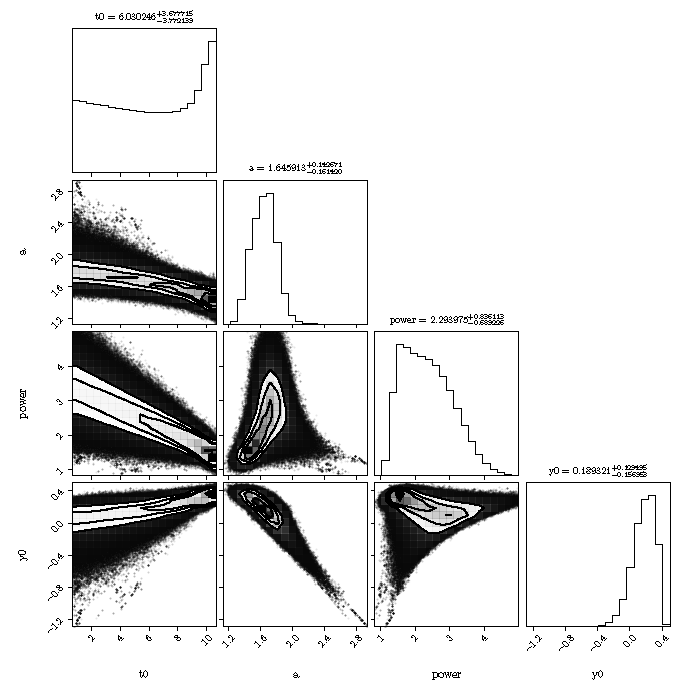 t0 = 6.030246+3.677715−3.772139
a = 1.645913+0.142671−0.161420
power = 2.293975+0.836113−0.689226
y0 = 0.189321+0.129495−0.156953
a
2.8
2.4
2.0
1.6
1.2
power
4
3
2
1
y0
0.4
0.0
−0.4
−0.8
−1.2
2 4 6 8 10
1.2 1.6 2.0 2.4 2.8
1 2 3 4
−1.2 −0.8 −0.4 0.0 0.4
t0 a power y0